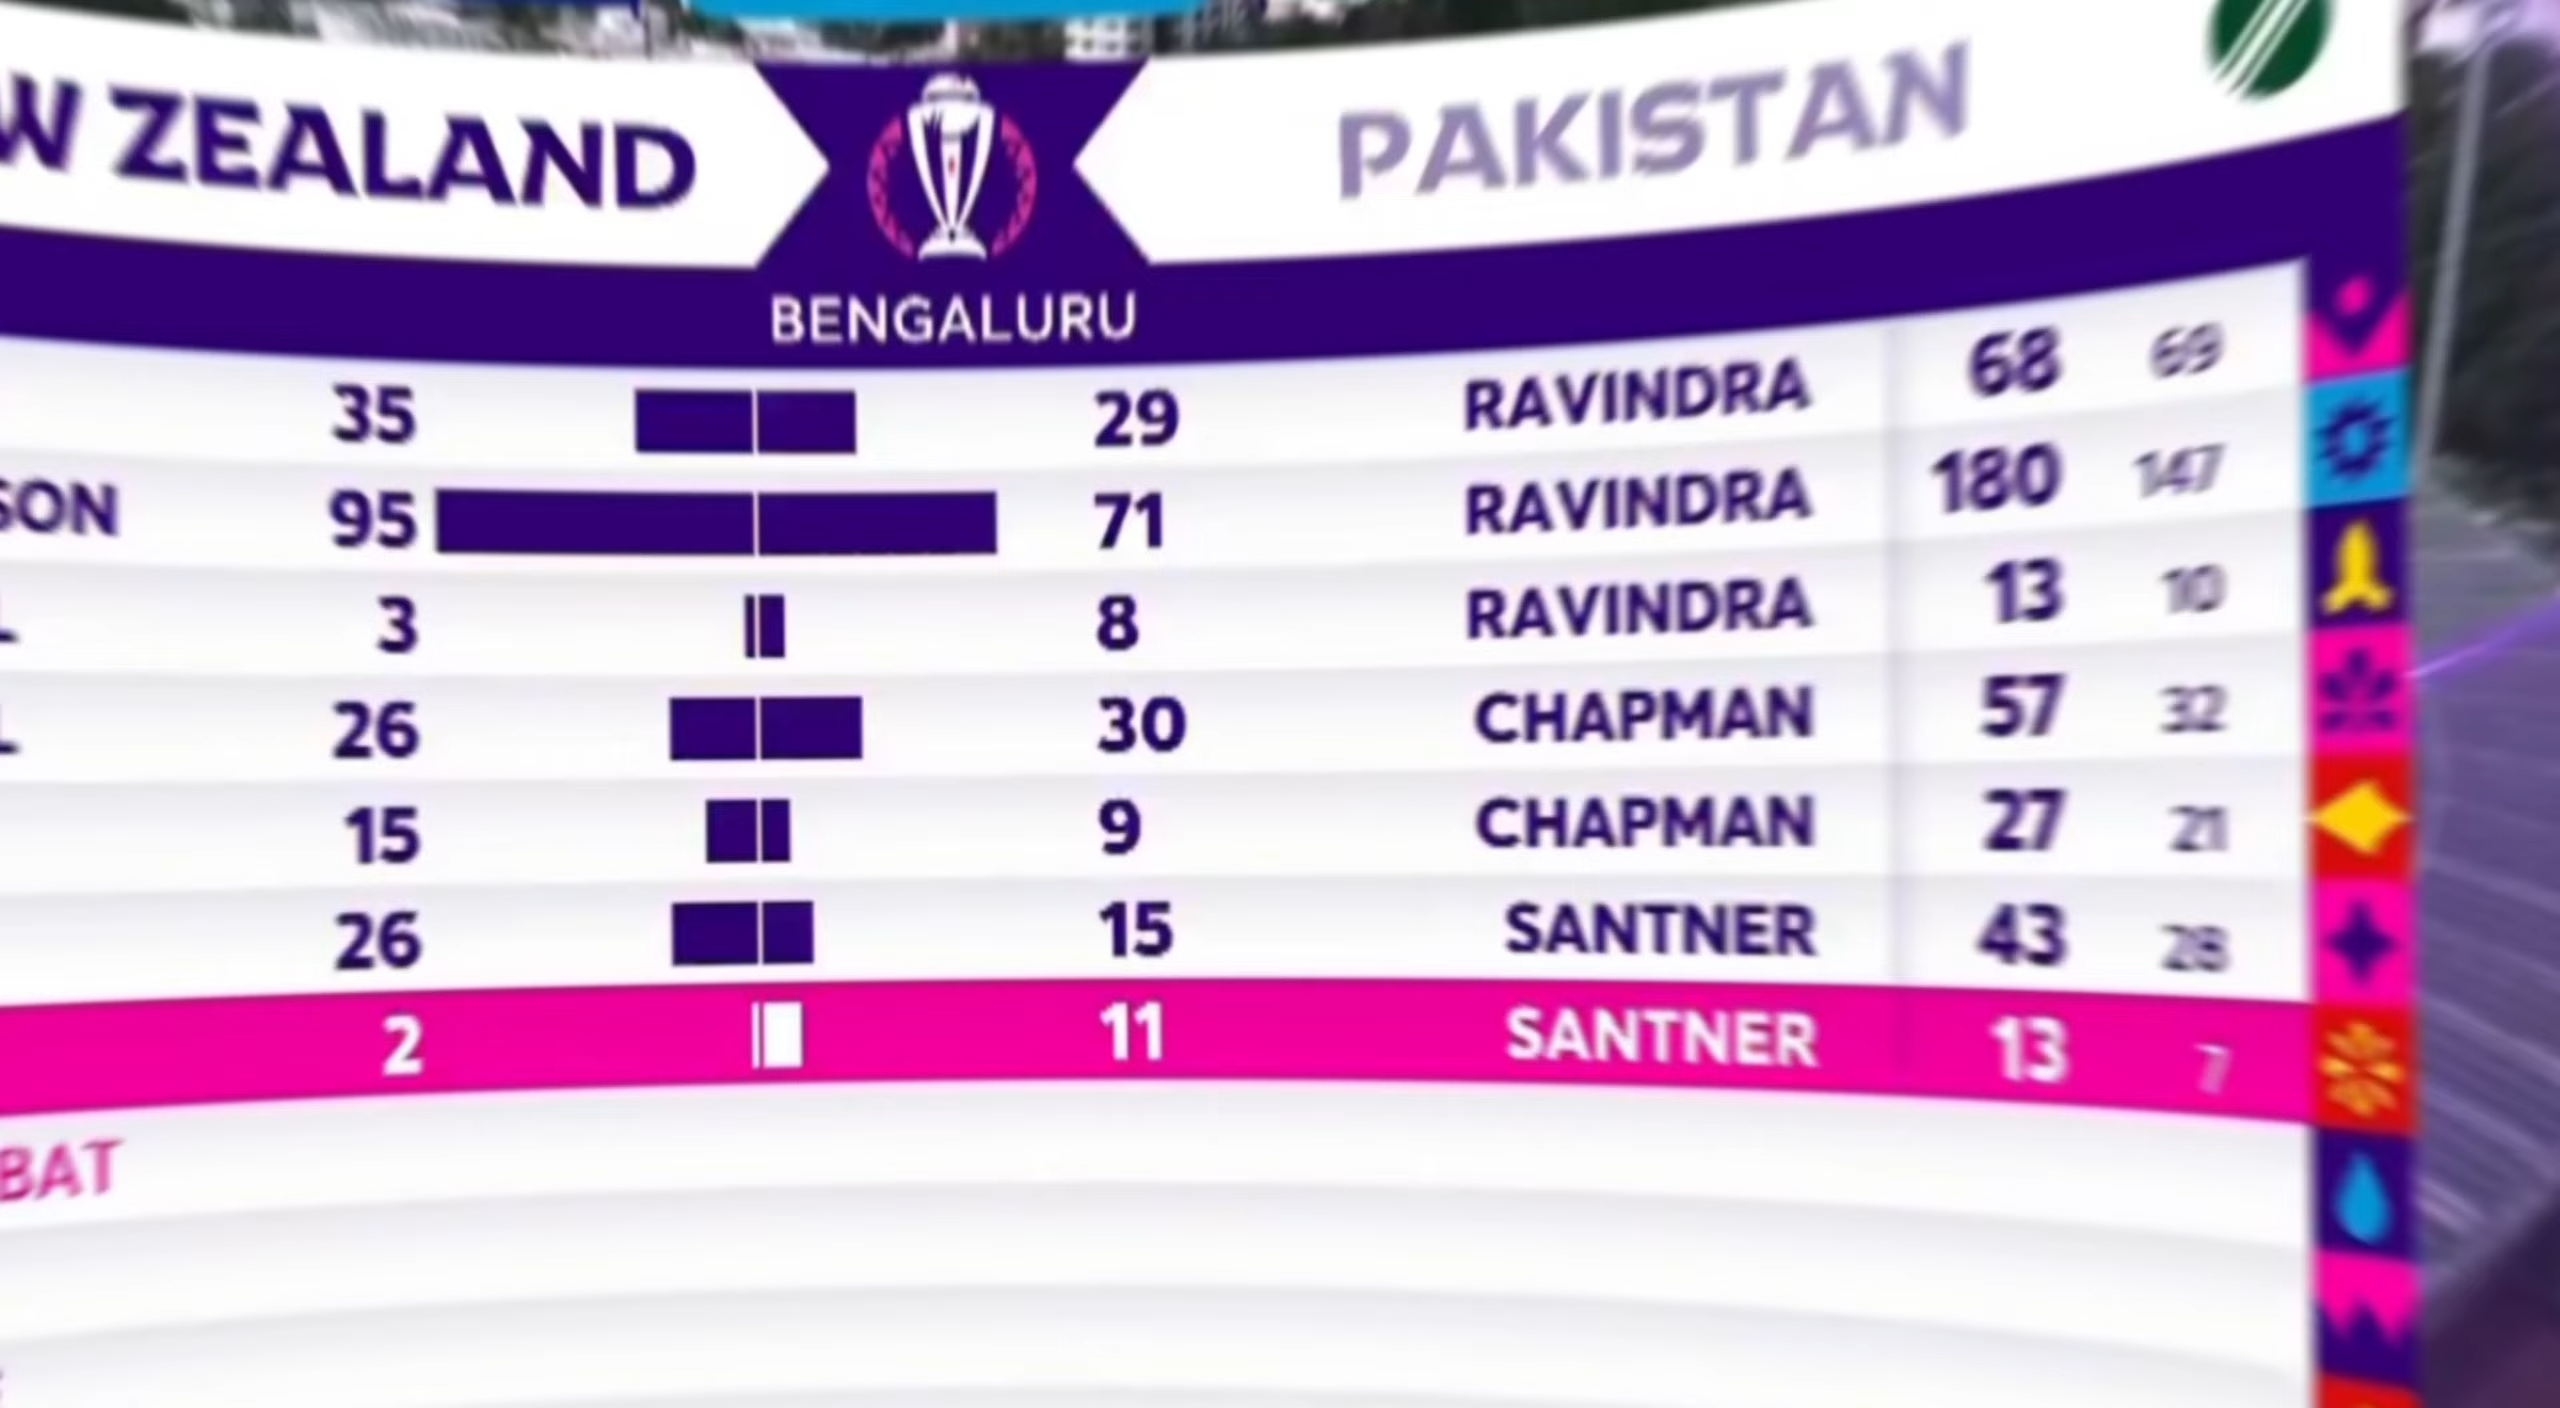 W ZEALAND PAKISTAN
BENGALURU
35 29 RAVINDRA 68 69
SON 95 71 RAVINDRA 180 147
L 3 8 RAVINDRA 13 10
L 26 30 CHAPMAN 57 32
15 9 CHAPMAN 27 21
26 15 SANTNER 43 28
2 11 SANTNER 13 7
BAT